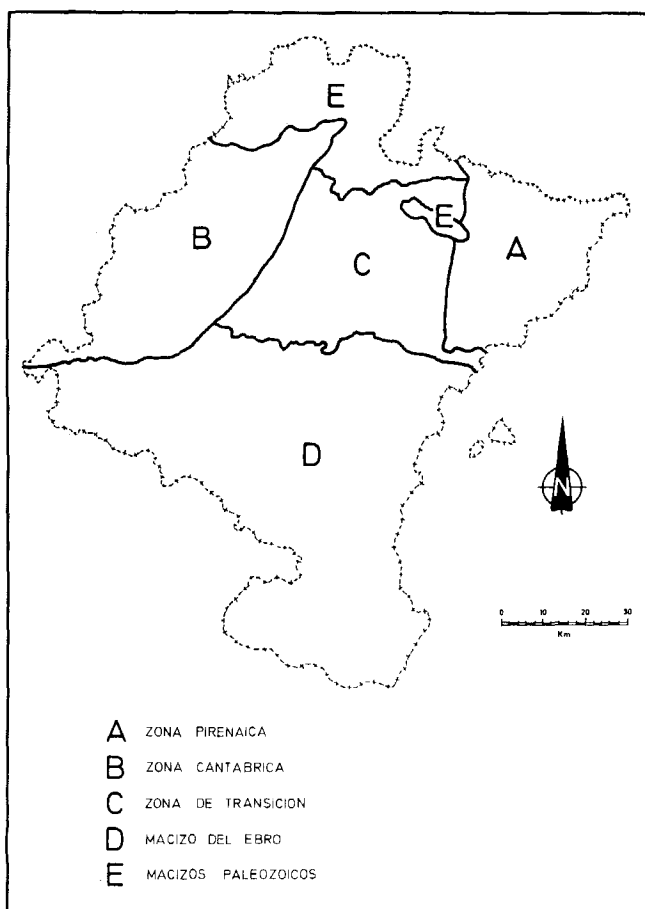 E
E
B
A
C
D
N
0 10 20 30
Km
A ZONA PIRENAICA
B ZONA CANTABRICA
C ZONA DE TRANSICION
D MACIZO DEL EBRO
E MACIZOS PALEOZOICOS